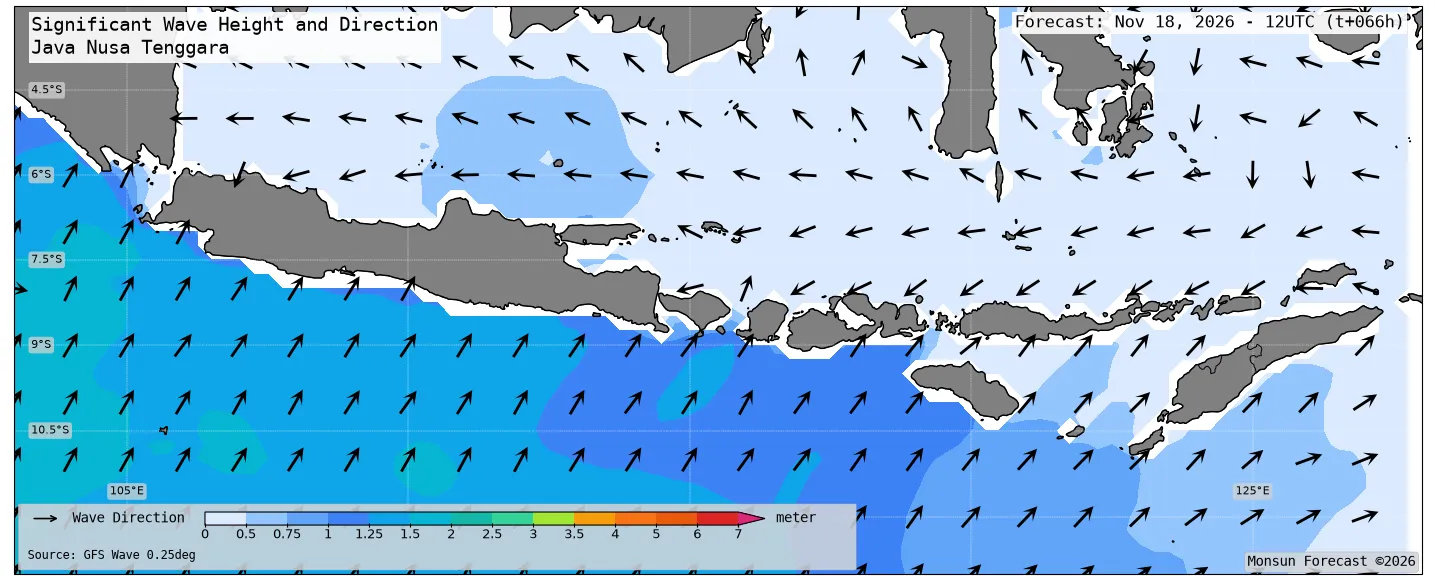 Significant Wave Height and Direction
Java Nusa Tenggara
Forecast: Nov 18, 2026 - 12UTC (t+066h)
4.5°S
6°S
7.5°S
9°S
10.5°S
105°E
125°E
Wave Direction
0 0.5 0.75 1 1.25 1.5 2 2.5 3 3.5 4 5 6 7
meter
Source: GFS Wave 0.25deg
Monsun Forecast ©2026